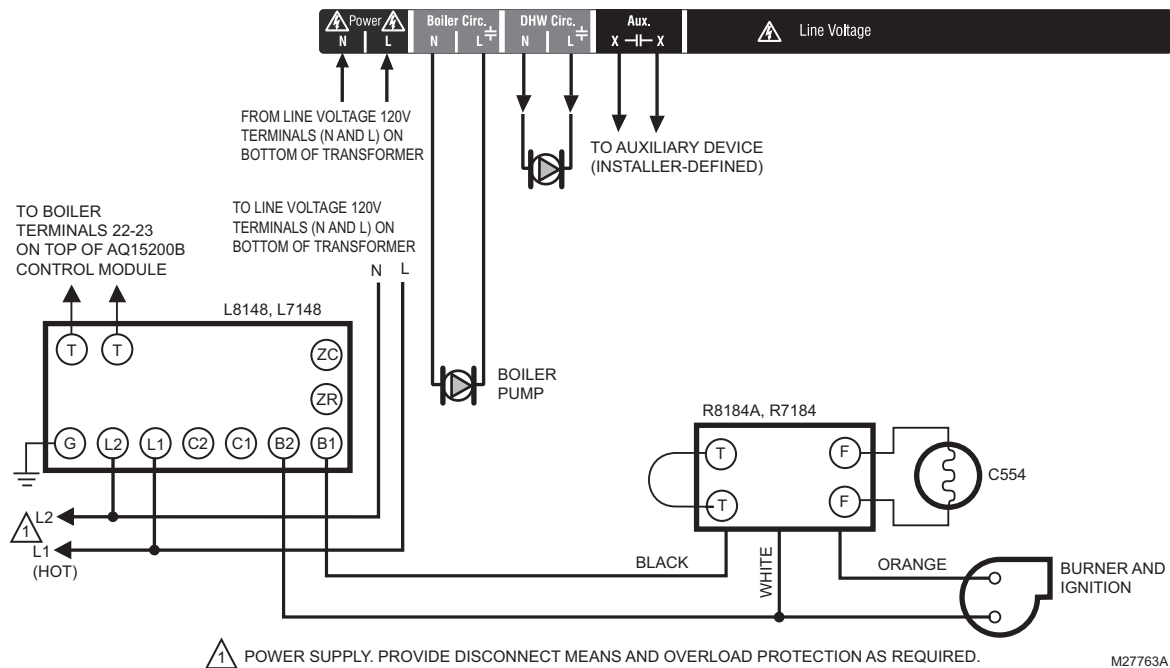 Power
N L
Boiler Circ.
N L
DHW Circ.
N L
Aux.
X X
Line Voltage
FROM LINE VOLTAGE 120V
TERMINALS (N AND L) ON
BOTTOM OF TRANSFORMER
TO AUXILIARY DEVICE
(INSTALLER-DEFINED)
TO BOILER
TERMINALS 22-23
ON TOP OF AQ15200B
CONTROL MODULE
TO LINE VOLTAGE 120V
TERMINALS (N AND L) ON
BOTTOM OF TRANSFORMER
N L
L8148, L7148
T T
ZC
ZR
G L2 L1 C2 C1 B2 B1
BOILER
PUMP
R8184A, R7184
T F
T F
C554
1
L2
L1
(HOT)
BLACK
WHITE
ORANGE
BURNER AND
IGNITION
1 POWER SUPPLY. PROVIDE DISCONNECT MEANS AND OVERLOAD PROTECTION AS REQUIRED.
M27763A